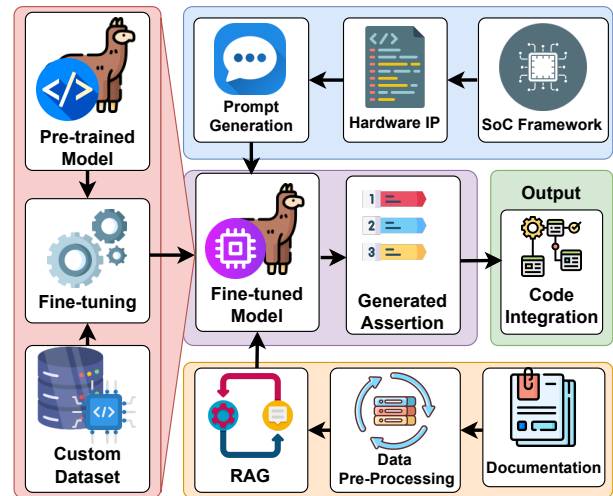 Pre-trained
Model
Fine-tuning
Custom
Dataset
Prompt
Generation
Hardware IP
SoC Framework
Fine-tuned
Model
1
2
3
Generated
Assertion
Output
Code
Integration
RAG
Data
Pre-Processing
Documentation